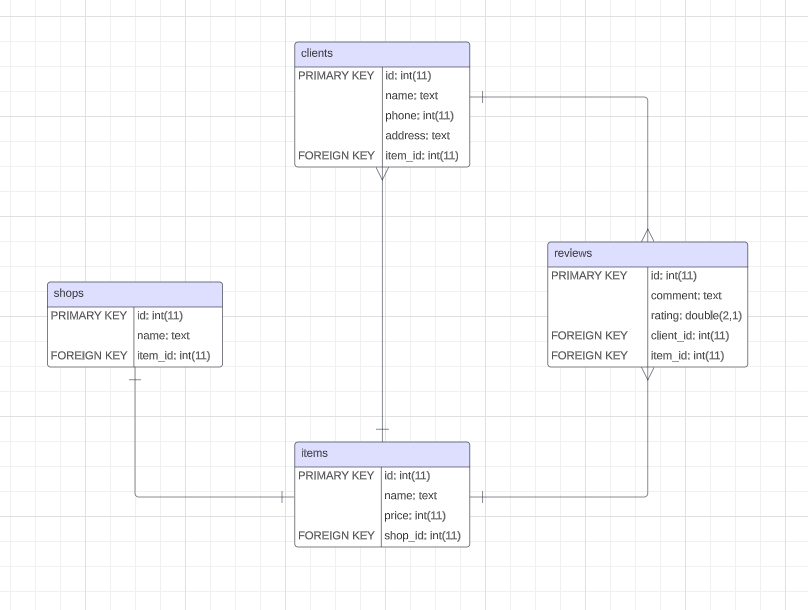 clients
PRIMARY KEY id: int(11)
name: text
phone: int(11)
address: text
FOREIGN KEY item_id: int(11)
reviews
PRIMARY KEY id: int(11)
comment: text
rating: double(2,1)
FOREIGN KEY client_id: int(11)
FOREIGN KEY item_id: int(11)
shops
PRIMARY KEY id: int(11)
name: text
FOREIGN KEY item_id: int(11)
items
PRIMARY KEY id: int(11)
name: text
price: int(11)
FOREIGN KEY shop_id: int(11)